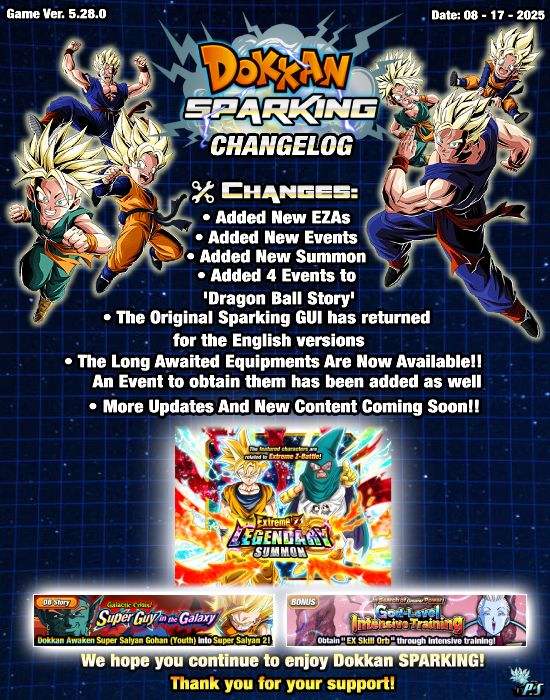 Game Ver. 5.28.0
Date: 08 - 17 - 2025
DOKKAN
SPARKING
CHANGELOG
CHANGES:
• Added New EZAs
• Added New Events
• Added New Summon
• Added 4 Events to
'Dragon Ball Story'
• The Original Sparking GUI has returned
for the English versions
• The Long Awaited Equipments Are Now Available!!
An Event to obtain them has been added as well
• More Updates And New Content Coming Soon!!
The featured characters are
related to Extreme Z-Battle!
Extreme Z
LEGENDARY
SUMMON
DB Story
Galactic Crisis!
Super Guy in the Galaxy
Dokkan Awaken Super Saiyan Gohan (Youth) into Super Saiyan 2!
BONUS
In Search of Greater Power!
God-Level
Intensive Training
Obtain "EX Skill Orb" through intensive training!
We hope you continue to enjoy Dokkan SPARKING!
Thank you for your support!